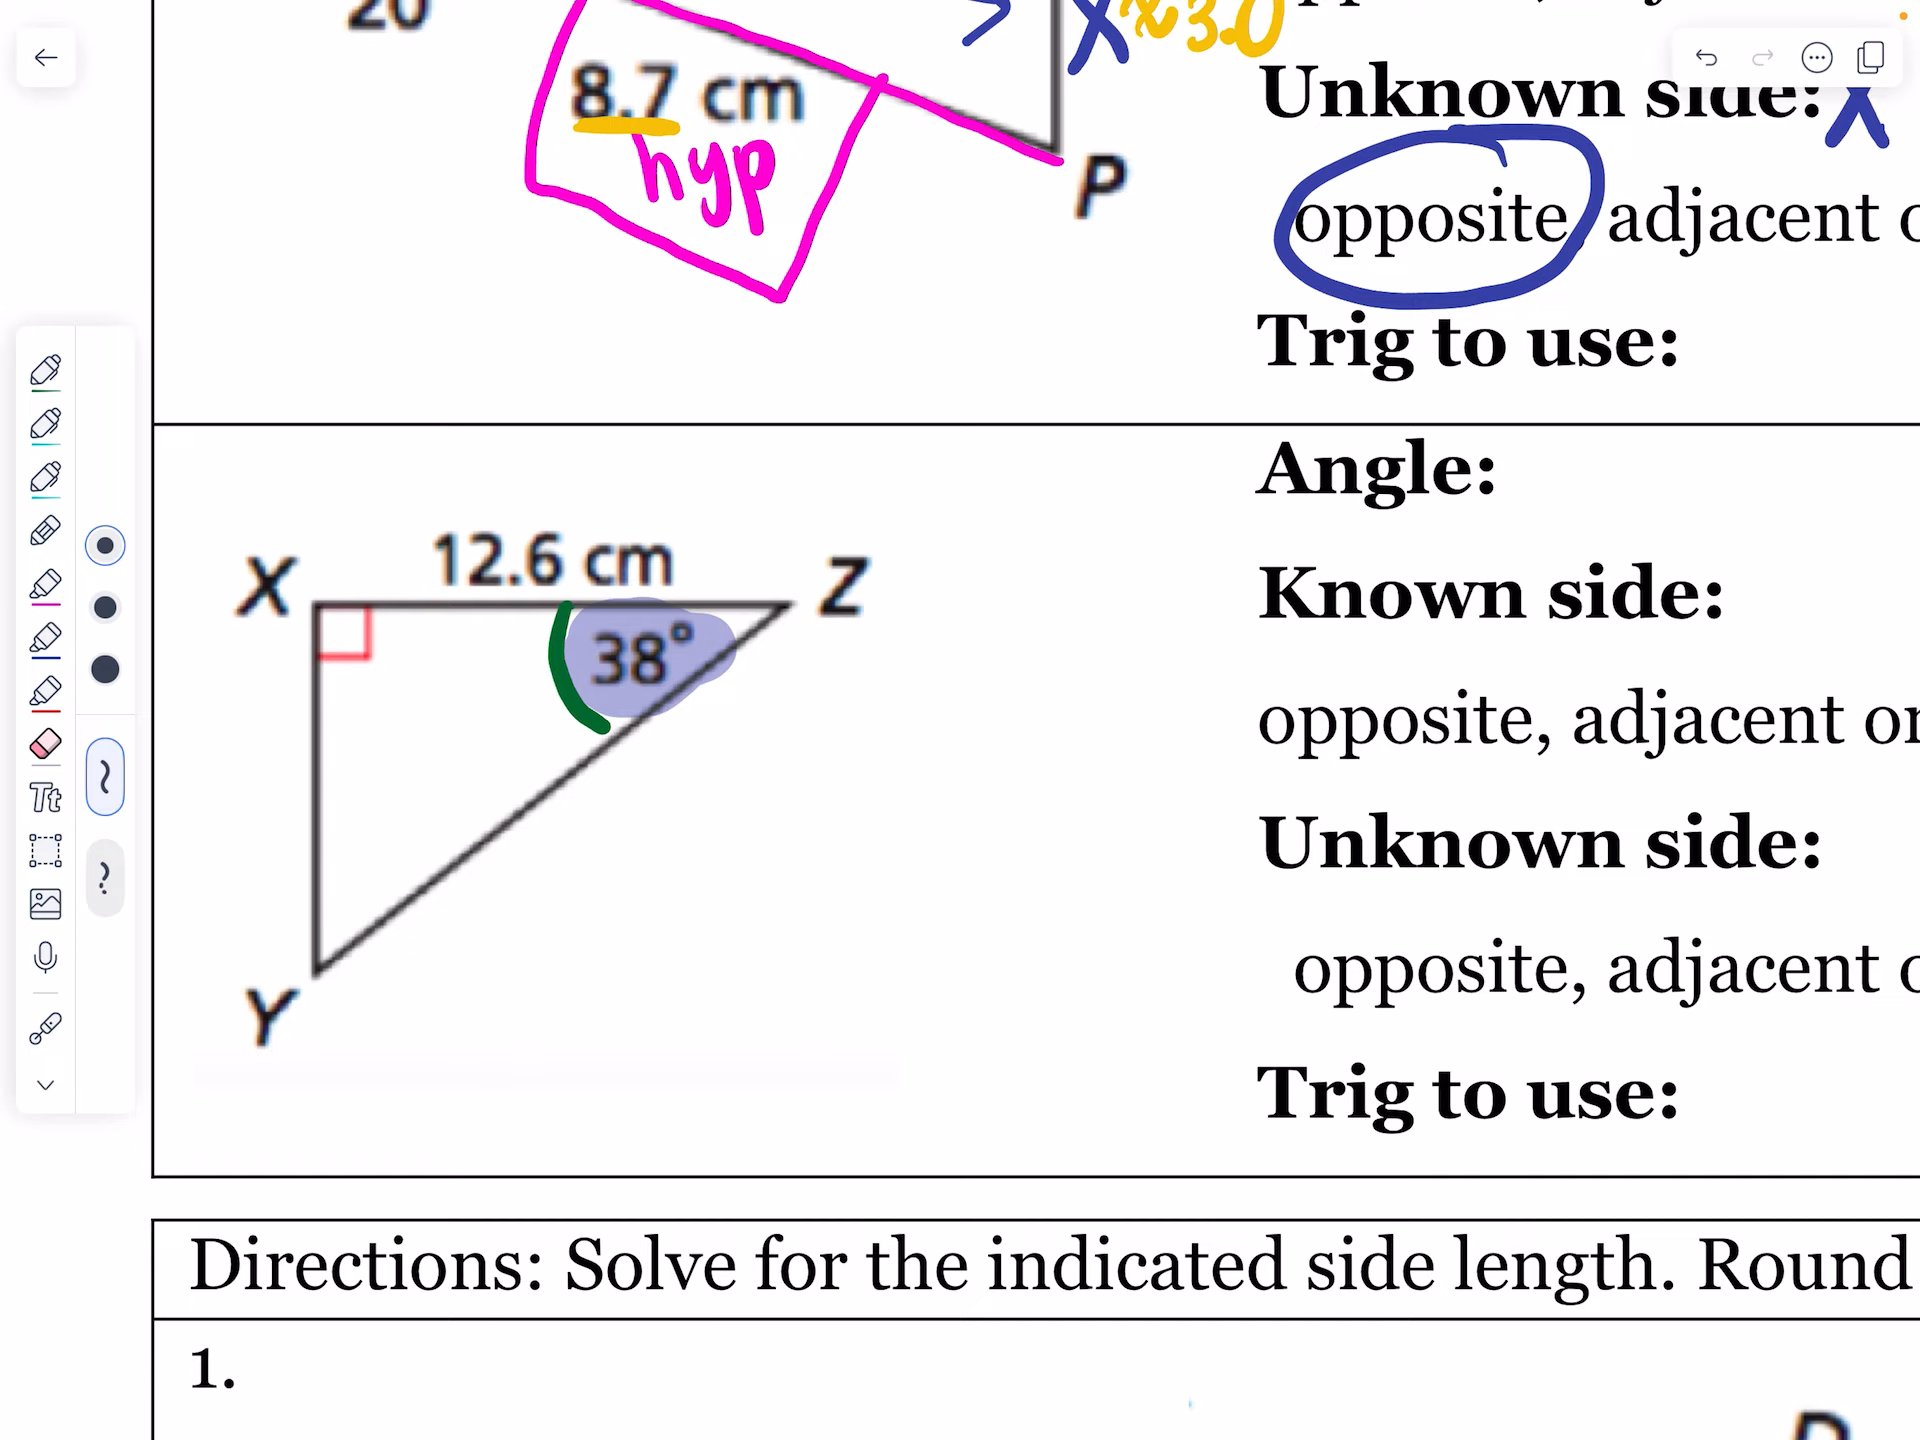 20
x ≈ 3.0
8.7 cm
hyp
P
Unknown side: x
opposite, adjacent o
Trig to use:
Angle:
X 12.6 cm Z
38°
Y
Known side:
opposite, adjacent or
Unknown side:
opposite, adjacent o
Trig to use:
Directions: Solve for the indicated side length. Round
1.
Tt